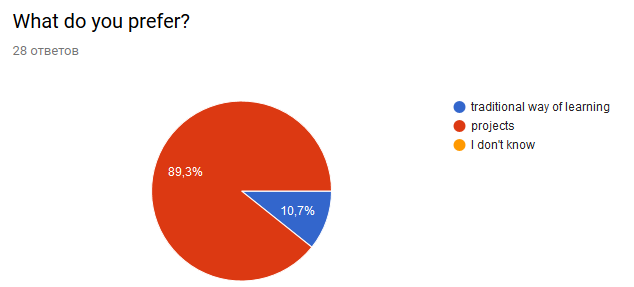 What do you prefer?
28 ответов
traditional way of learning
projects
I don't know
89,3%
10,7%